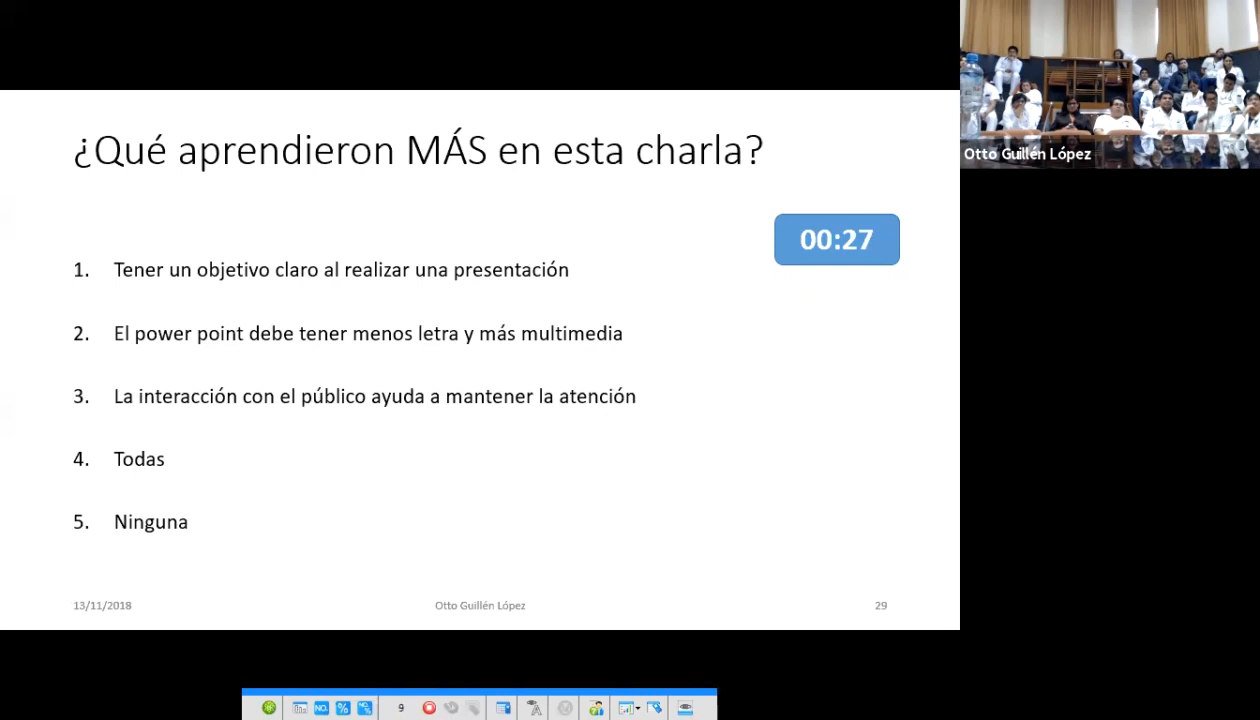 ¿Qué aprendieron MÁS en esta charla?
00:27
1. Tener un objetivo claro al realizar una presentación
2. El power point debe tener menos letra y más multimedia
3. La interacción con el público ayuda a mantener la atención
4. Todas
5. Ninguna
13/11/2018 Otto Guillén López 29
Otto Guillén López
NO. % 9